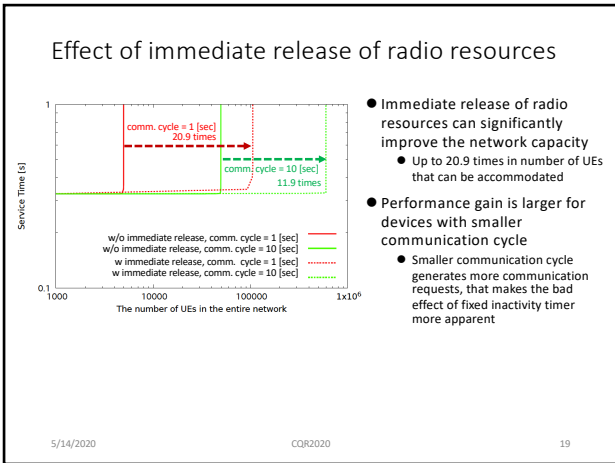 Effect of immediate release of radio resources
1
0.1
Service Time [s]
comm. cycle = 1 [sec]
20.9 times
comm. cycle = 10 [sec]
11.9 times
w/o immediate release, comm. cycle = 1 [sec]
w/o immediate release, comm. cycle = 10 [sec]
w immediate release, comm. cycle = 1 [sec]
w immediate release, comm. cycle = 10 [sec]
1000 10000 100000 1x10⁶
The number of UEs in the entire network
● Immediate release of radio
resources can significantly
improve the network capacity
● Up to 20.9 times in number of UEs
that can be accommodated
● Performance gain is larger for
devices with smaller
communication cycle
● Smaller communication cycle
generates more communication
requests, that makes the bad
effect of fixed inactivity timer
more apparent
5/14/2020 CQR2020 19